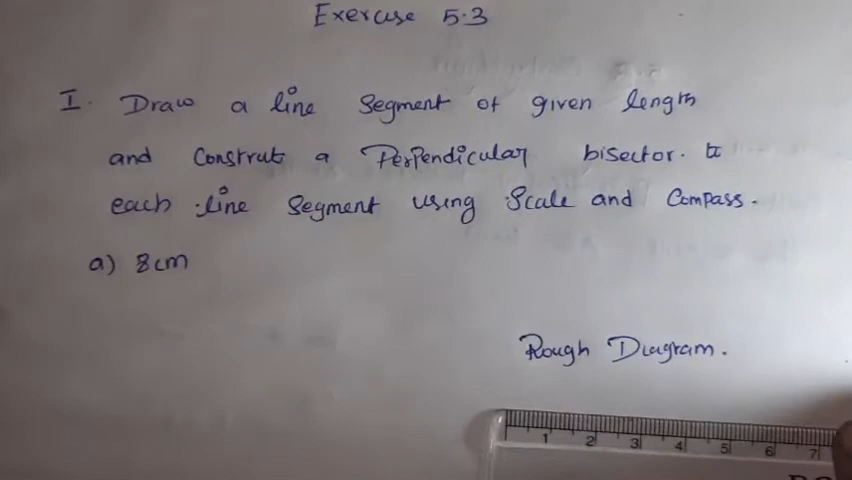 Exercise 5.3
I. Draw a line Segment of given length
and Construct a Perpendicular bisector. to
each line Segment using Scale and Compass.
a) 8cm
Rough Diagram.
1 2 3 4 5 6 7